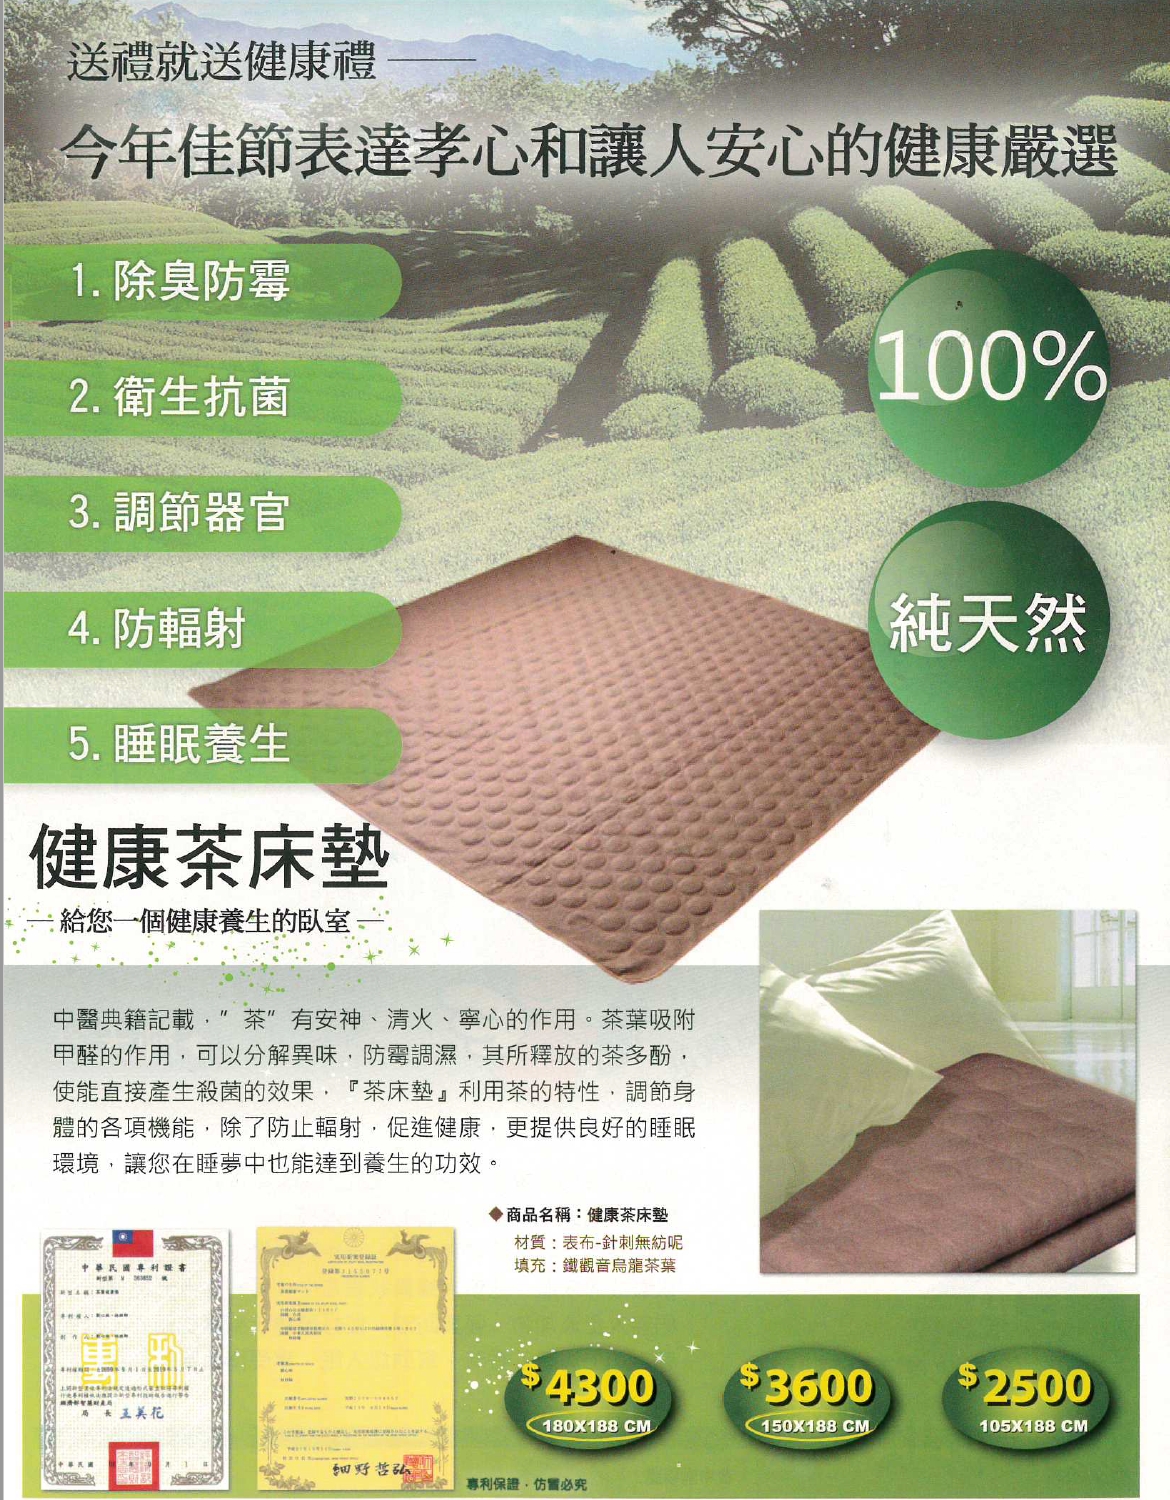 送禮就送健康禮——
今年佳節表達孝心和讓人安心的健康嚴選
1. 除臭防霉
2. 衛生抗菌
3. 調節器官
4. 防輻射
5. 睡眠養生
100%
純天然
健康茶床墊
— 給您一個健康養生的臥室 —
中醫典籍記載，”茶”有安神、清火、寧心的作用。茶葉吸附
甲醛的作用，可以分解異味，防霉調濕，其所釋放的茶多酚，
使能直接產生殺菌的效果，『茶床墊』利用茶的特性，調節身
體的各項機能，除了防止輻射，促進健康，更提供良好的睡眠
環境，讓您在睡夢中也能達到養生的功效。
◆商品名稱：健康茶床墊
材質：表布-針刺無紡呢
填充：鐵觀音烏龍茶葉
中華民國專利證書
專利
局 長 王美花
細野哲弘
$4300
180X188 CM
$3600
150X188 CM
$2500
105X188 CM
專利保證，仿冒必究